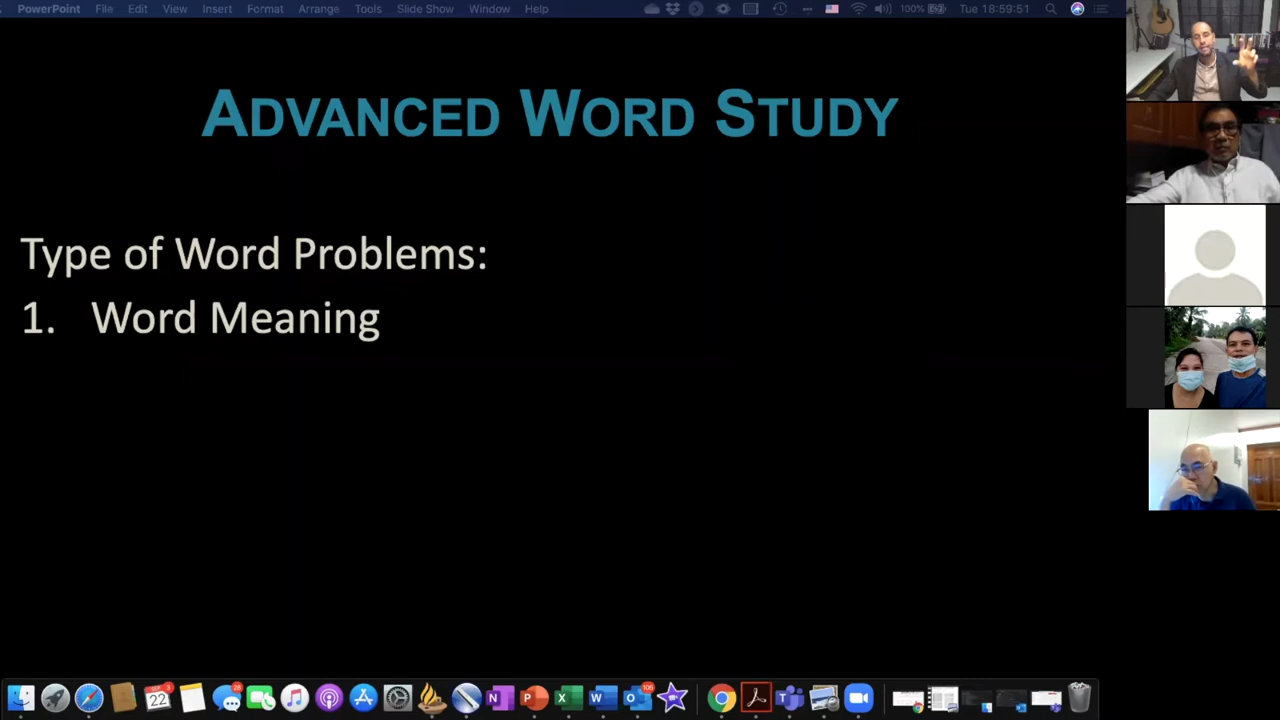 PowerPoint File Edit View Insert Format Arrange Tools Slide Show Window Help 100% Tue 18:59:51
ADVANCED WORD STUDY
Type of Word Problems:
1. Word Meaning
22